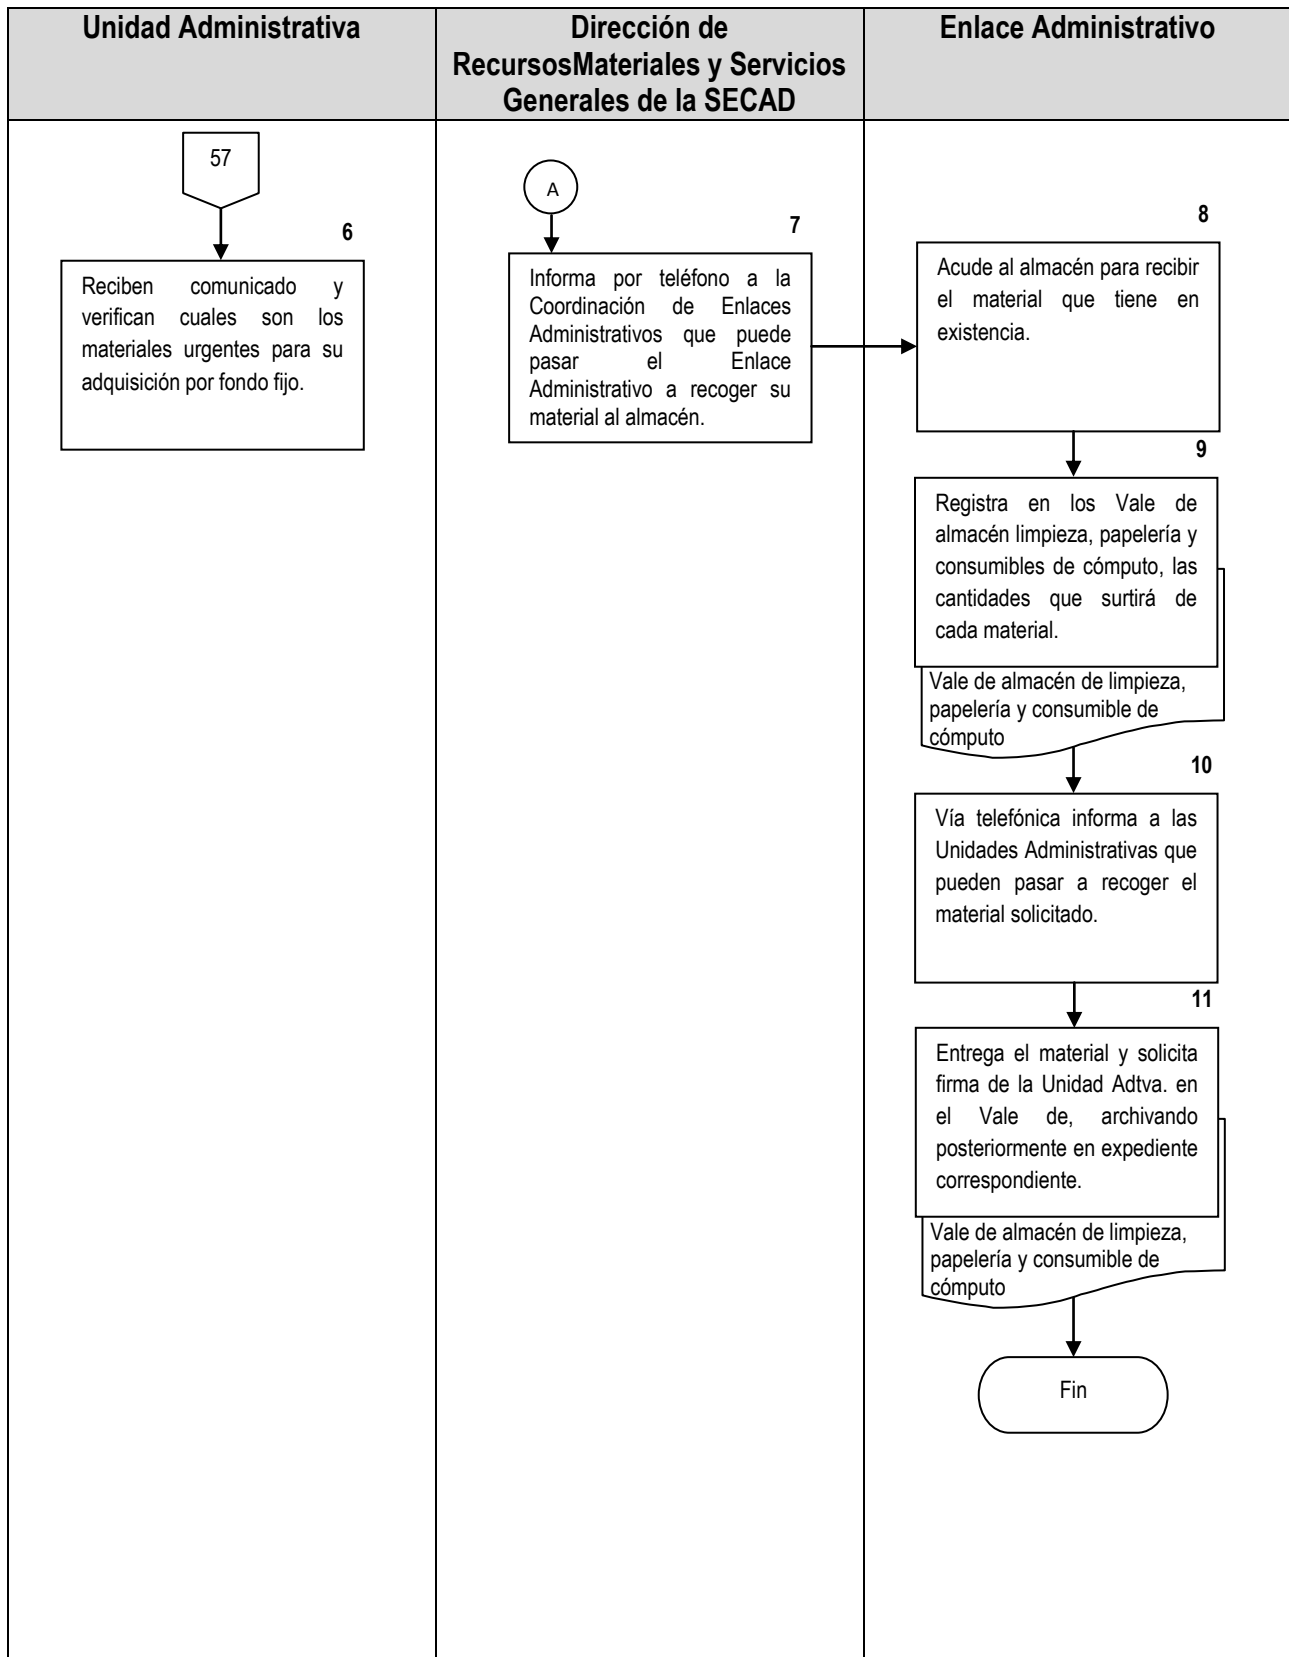 Unidad Administrativa
Dirección de
RecursosMateriales y Servicios
Generales de la SECAD
Enlace Administrativo
57
6
Reciben comunicado y
verifican cuales son los
materiales urgentes para su
adquisición por fondo fijo.
A
7
Informa por teléfono a la
Coordinación de Enlaces
Administrativos que puede
pasar el Enlace
Administrativo a recoger su
material al almacén.
8
Acude al almacén para recibir
el material que tiene en
existencia.
9
Registra en los Vale de
almacén limpieza, papelería y
consumibles de cómputo, las
cantidades que surtirá de
cada material.
Vale de almacén de limpieza,
papelería y consumible de
cómputo
10
Vía telefónica informa a las
Unidades Administrativas que
pueden pasar a recoger el
material solicitado.
11
Entrega el material y solicita
firma de la Unidad Adtva. en
el Vale de, archivando
posteriormente en expediente
correspondiente.
Vale de almacén de limpieza,
papelería y consumible de
cómputo
Fin